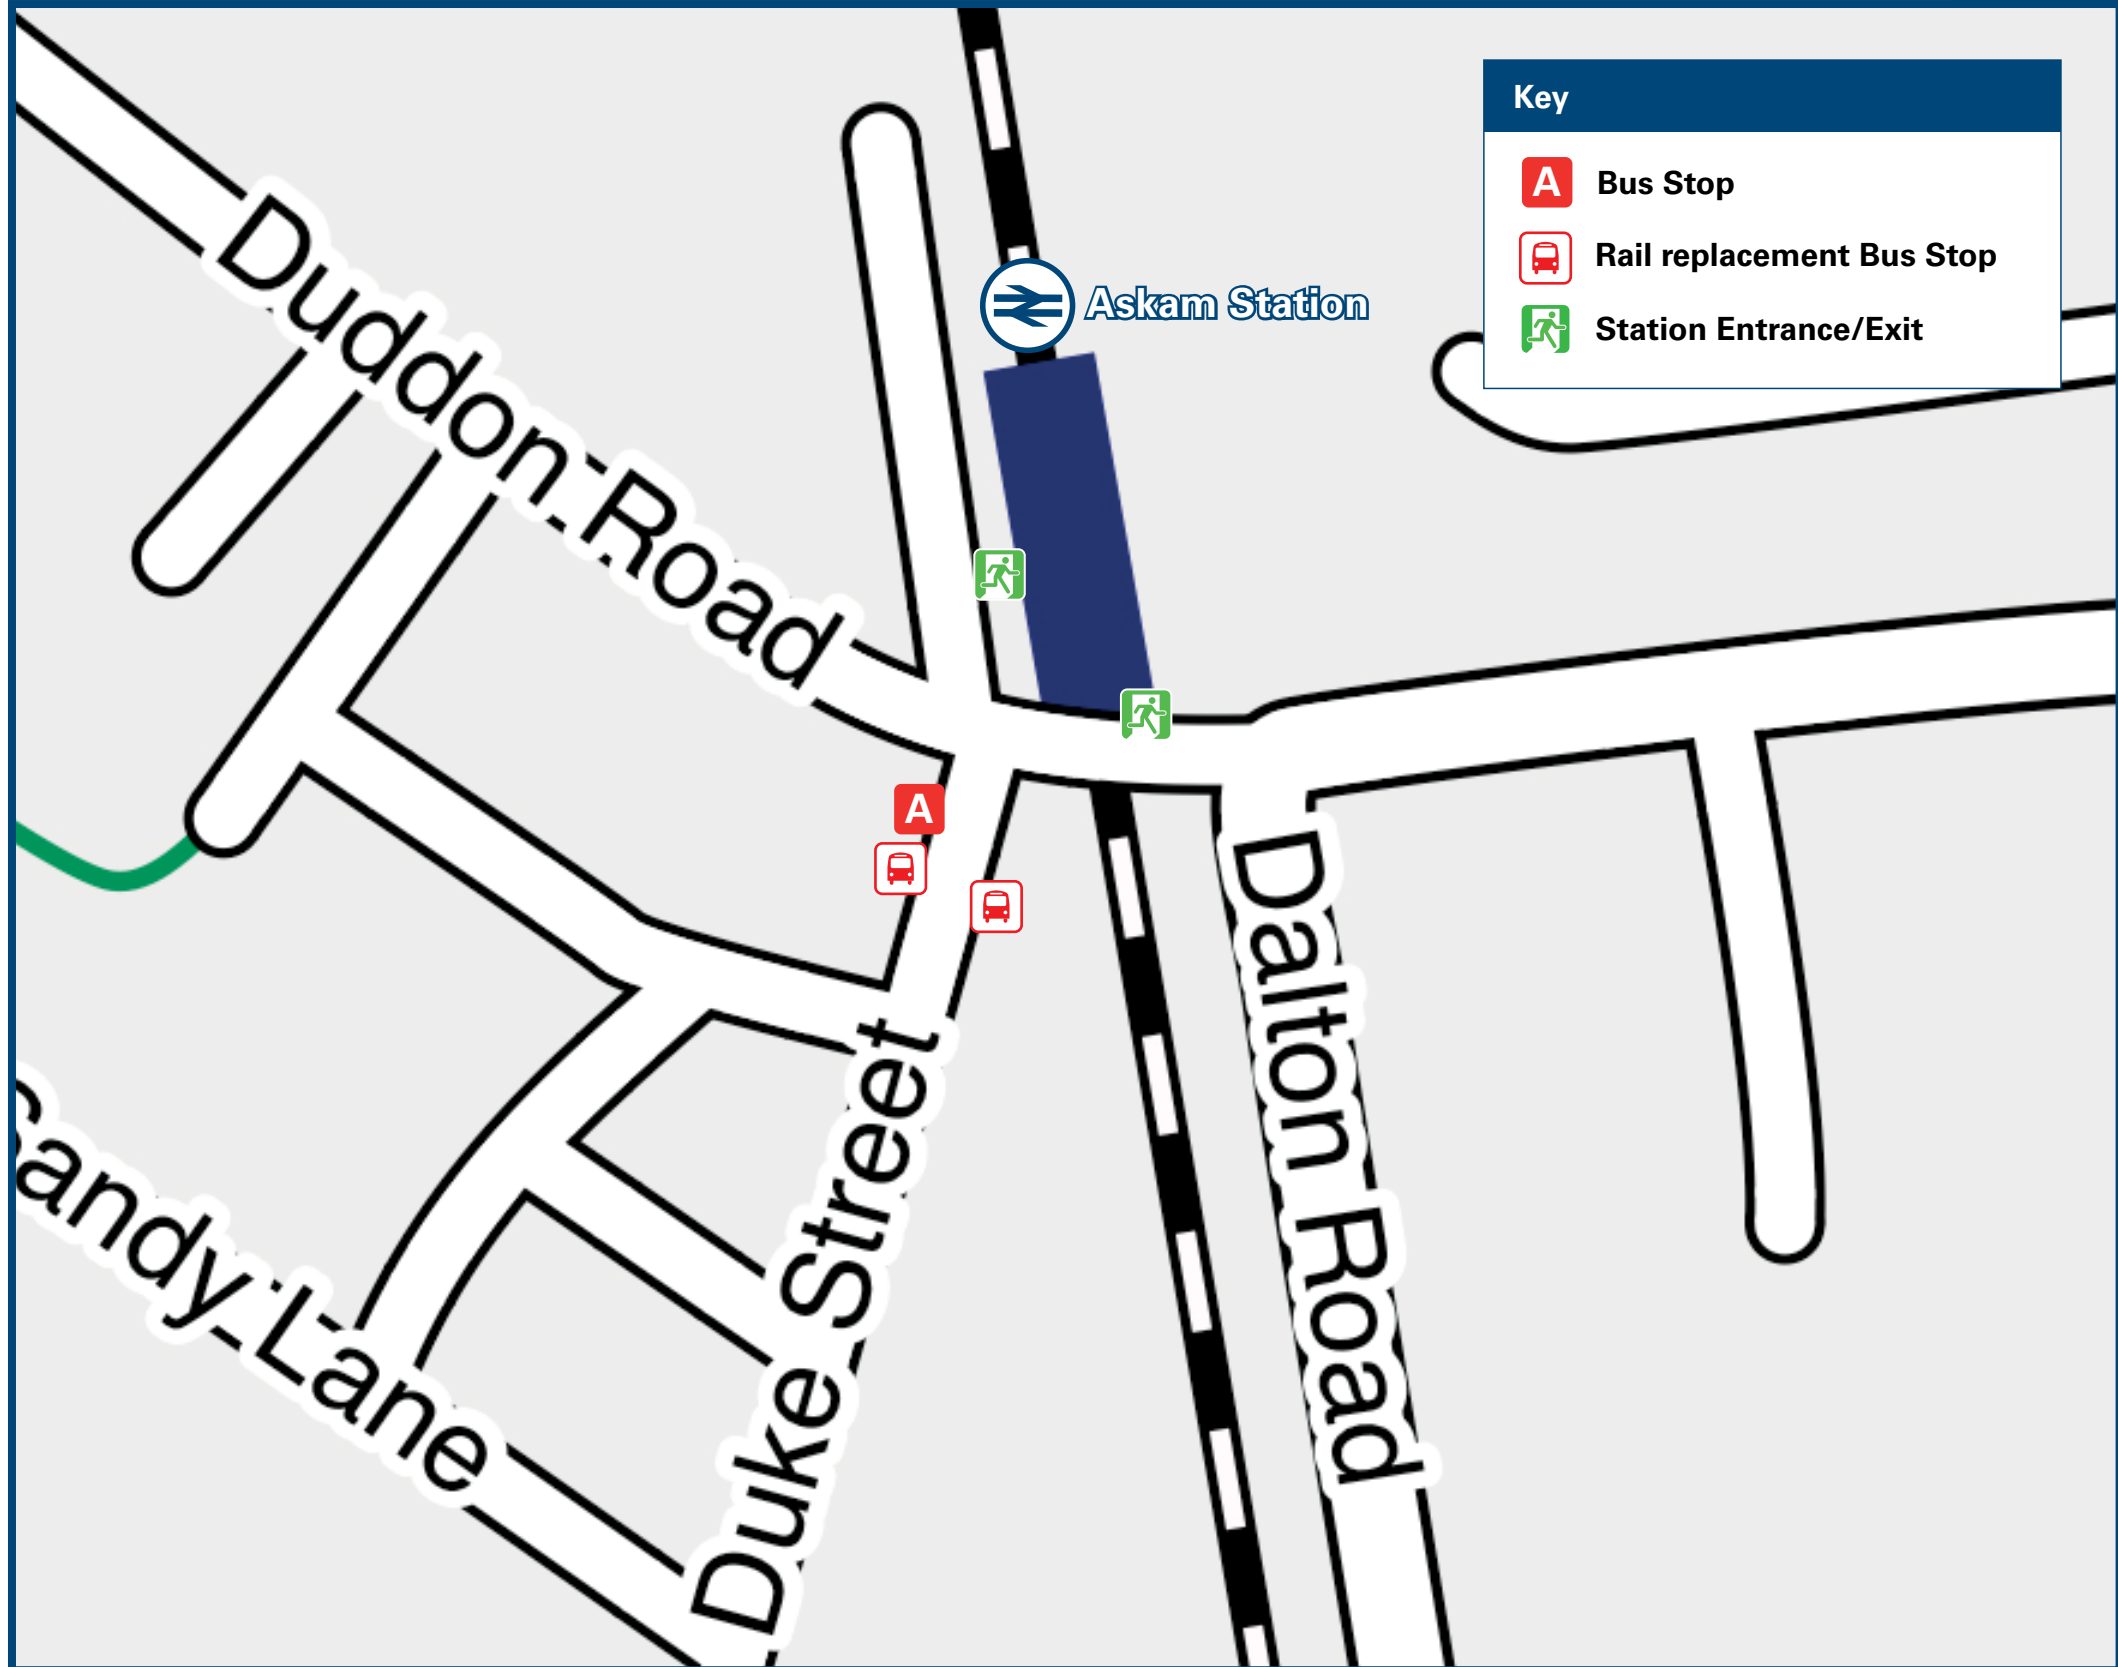 Key
A Bus Stop
Rail replacement Bus Stop
Station Entrance/Exit
Askam Station
Duddon Road
A
Dalton Road
Duke Street
Sandy Lane